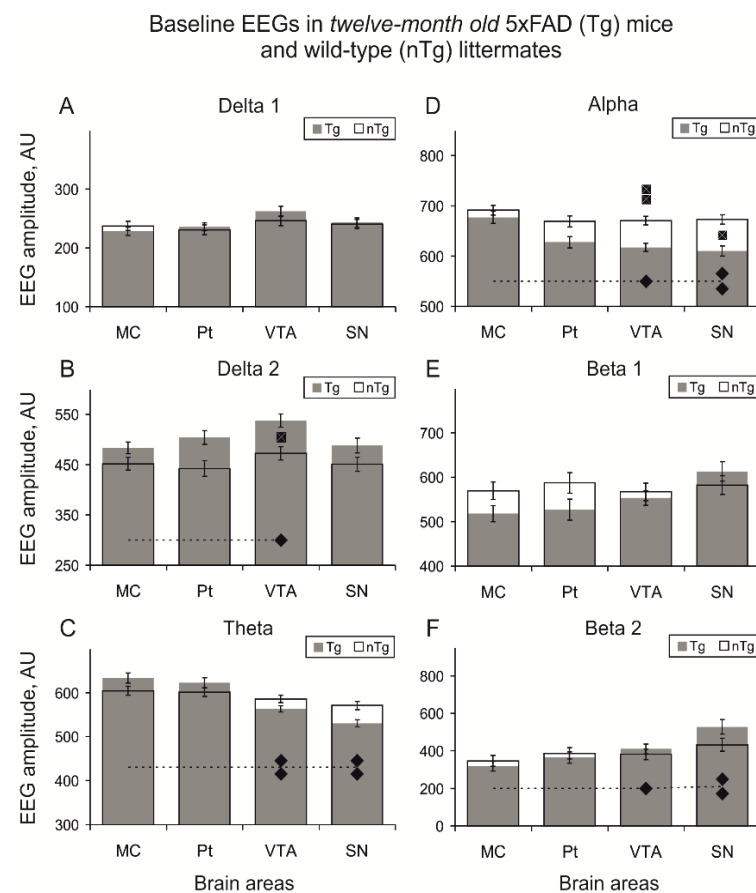 Baseline EEGs in twelve-month old 5xFAD (Tg) mice
and wild-type (nTg) littermates
A
Delta 1
Tg nTg
EEG amplitude, AU
300
200
100
MC Pt VTA SN
B
Delta 2
Tg nTg
EEG amplitude, AU
550
450
350
250
MC Pt VTA SN
C
Theta
Tg nTg
EEG amplitude, AU
600
500
400
300
MC Pt VTA SN
Brain areas
D
Alpha
Tg nTg
800
700
600
500
MC Pt VTA SN
E
Beta 1
Tg nTg
700
600
500
400
MC Pt VTA SN
F
Beta 2
Tg nTg
800
600
400
200
0
MC Pt VTA SN
Brain areas